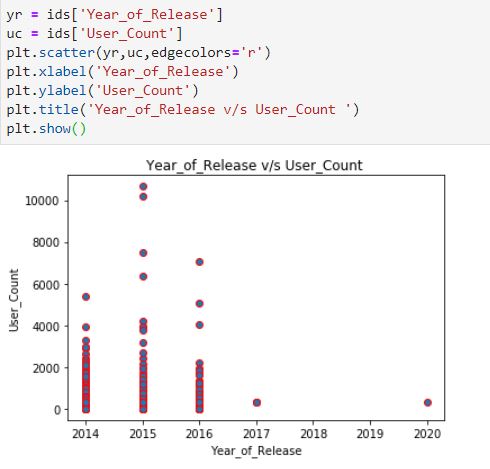 yr = ids['Year_of_Release']
uc = ids['User_Count']
plt.scatter(yr,uc,edgecolors='r')
plt.xlabel('Year_of_Release')
plt.ylabel('User_Count')
plt.title('Year_of_Release v/s User_Count ')
plt.show()
Year_of_Release v/s User_Count
10000
8000
6000
4000
2000
0
User_Count
2014 2015 2016 2017 2018 2019 2020
Year_of_Release